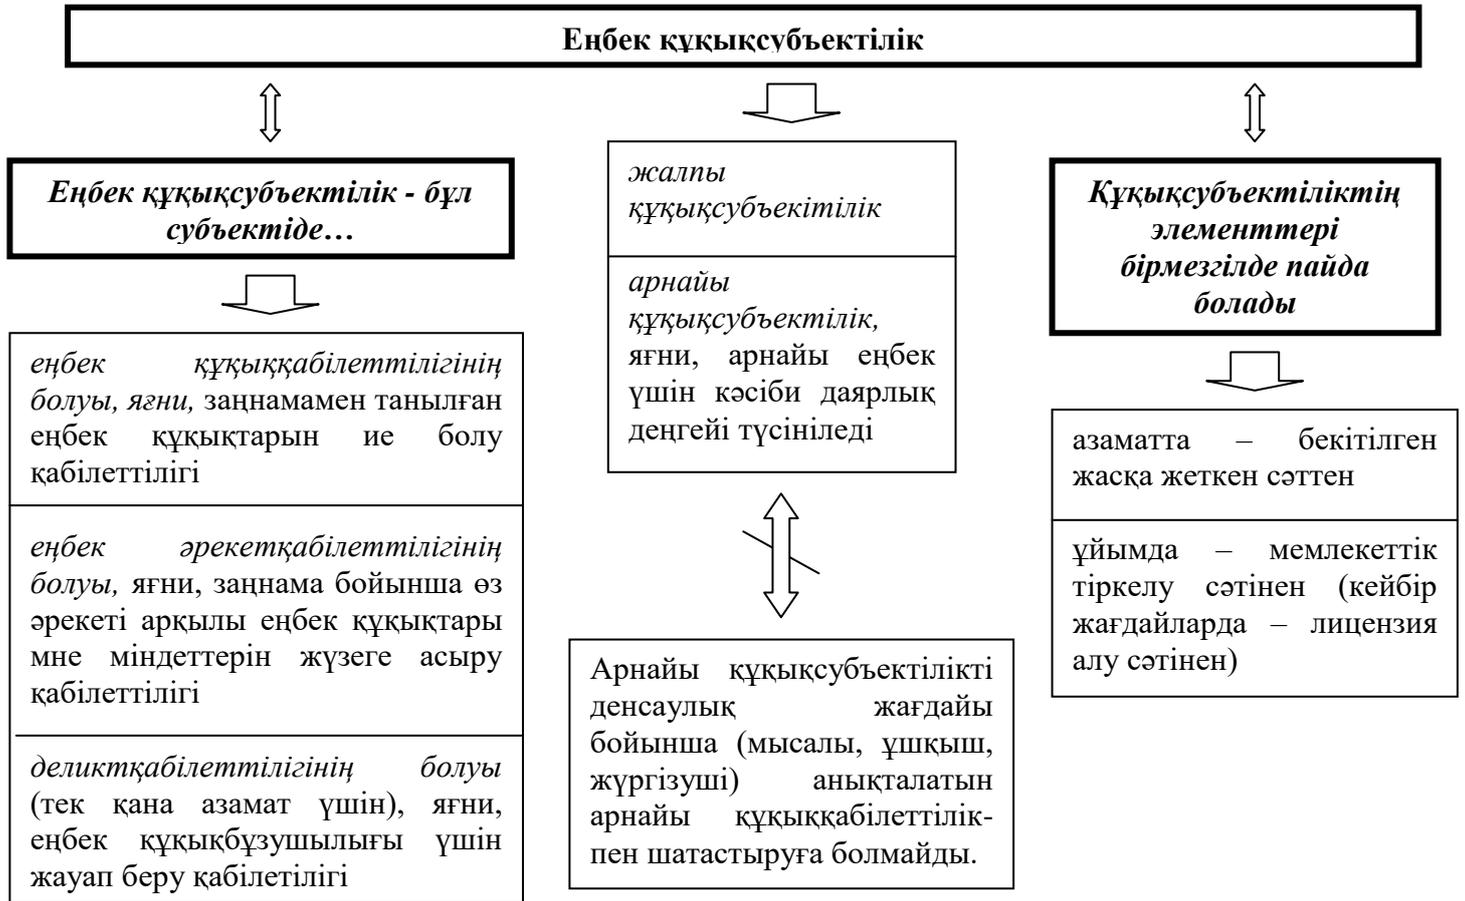 Еңбек құқықсубъектілік
Еңбек құқықсубъектілік - бұл
субъектіде…
еңбек құқыққабілеттілігінің
болуы, яғни, заңнамамен танылған
еңбек құқықтарын ие болу
қабілеттілігі
еңбек әрекетқабілеттілігінің
болуы, яғни, заңнама бойынша өз
әрекеті арқылы еңбек құқықтары
мне міндеттерін жүзеге асыру
қабілеттілігі
деликтқабілеттілігінің болуы
(тек қана азамат үшін), яғни,
еңбек құқықбұзушылығы үшін
жауап беру қабілетілігі
жалпы
құқықсубъекітілік
арнайы
құқықсубъектілік,
яғни, арнайы еңбек
үшін кәсіби даярлық
деңгейі түсініледі
Арнайы құқықсубъектілікті
денсаулық жағдайы
бойынша (мысалы, ұшқыш,
жүргізуші) анықталатын
арнайы құқыққабілеттілік-
пен шатастыруға болмайды.
Құқықсубъектіліктің
элементтері
бірмезгілде пайда
болады
азаматта – бекітілген
жасқа жеткен сәттен
ұйымда – мемлекеттік
тіркелу сәтінен (кейбір
жағдайларда – лицензия
алу сәтінен)